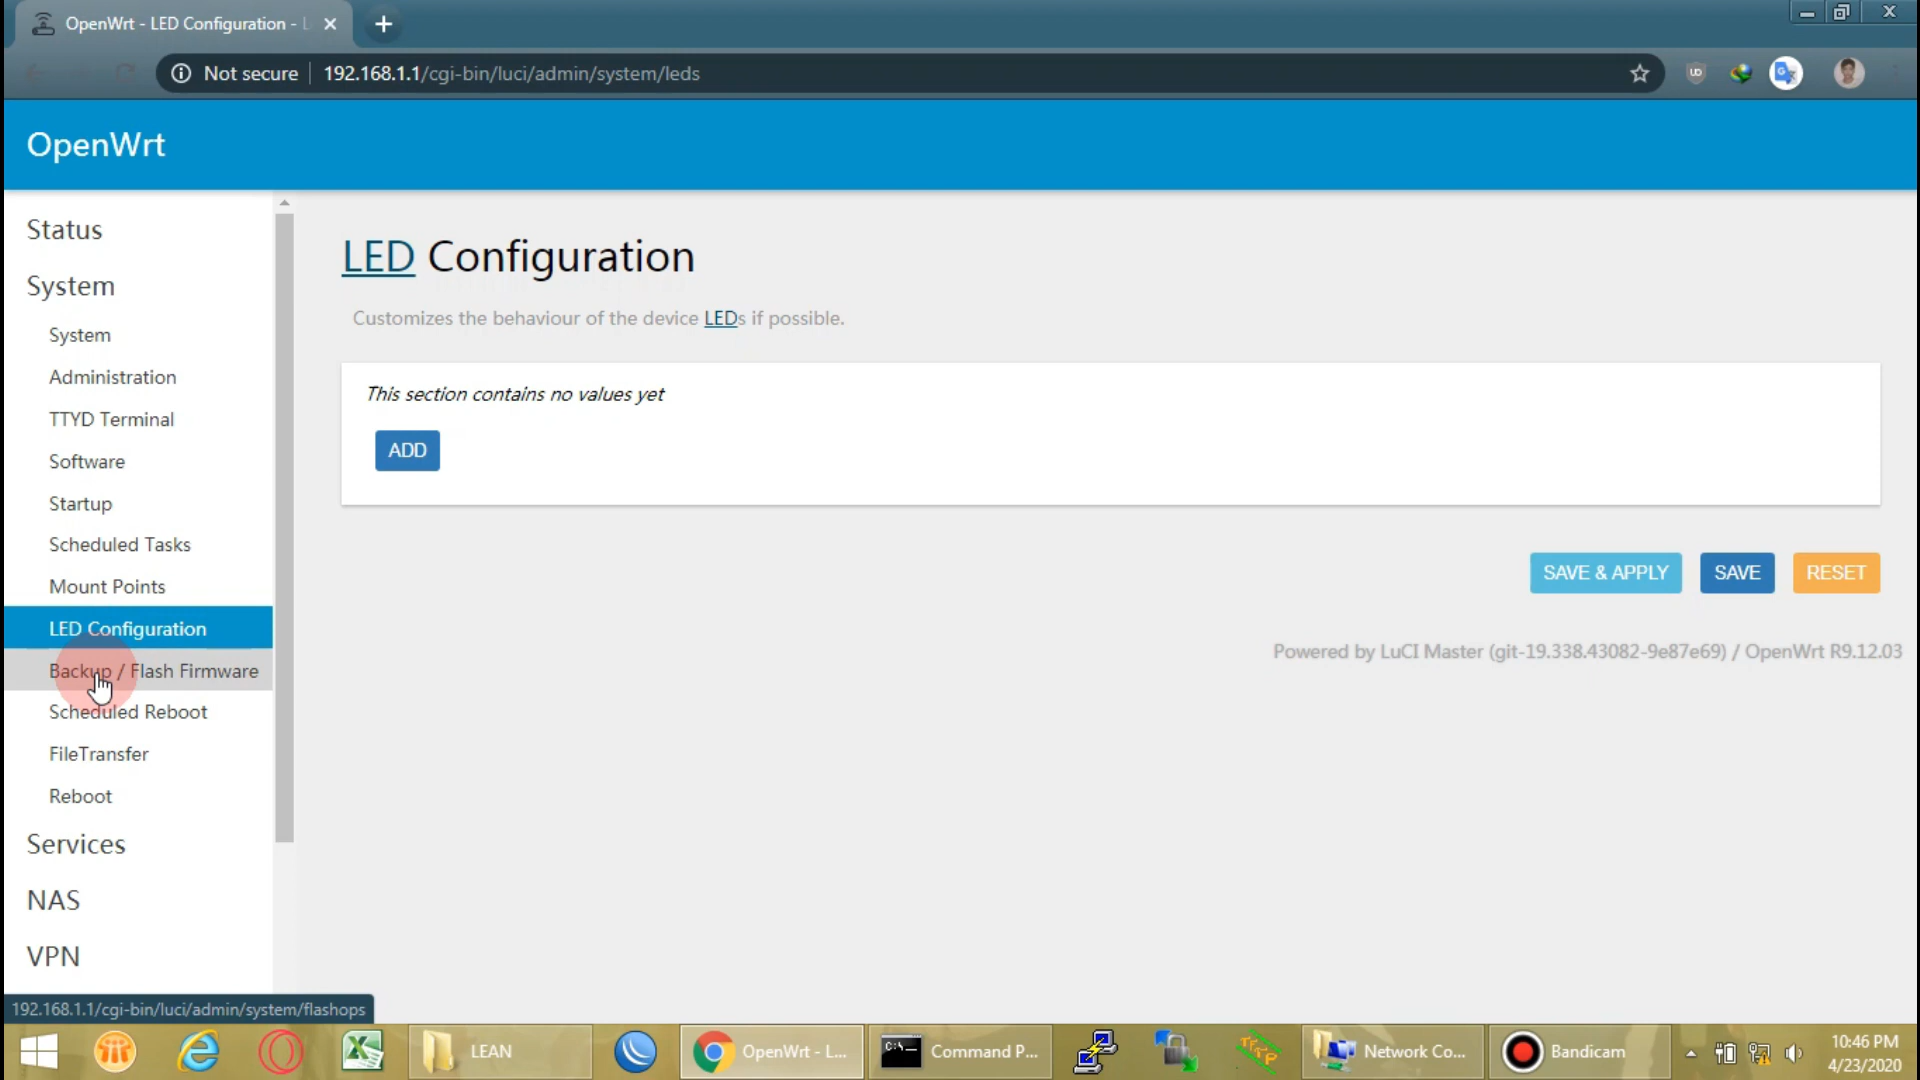 OpenWrt - LED Configuration - L
Not secure 192.168.1.1/cgi-bin/luci/admin/system/leds
UD
G
OpenWrt
Status
System
System
Administration
TTYD Terminal
Software
Startup
Scheduled Tasks
Mount Points
LED Configuration
Backup / Flash Firmware
Scheduled Reboot
FileTransfer
Reboot
Services
NAS
VPN
LED Configuration
Customizes the behaviour of the device LEDs if possible.
This section contains no values yet
ADD
SAVE & APPLY SAVE RESET
Powered by LuCI Master (git-19.338.43082-9e87e69) / OpenWrt R9.12.03
192.168.1.1/cgi-bin/luci/admin/system/flashops
LEAN OpenWrt - L... C:\ Command P... Network Co... Bandicam
10:46 PM
4/23/2020